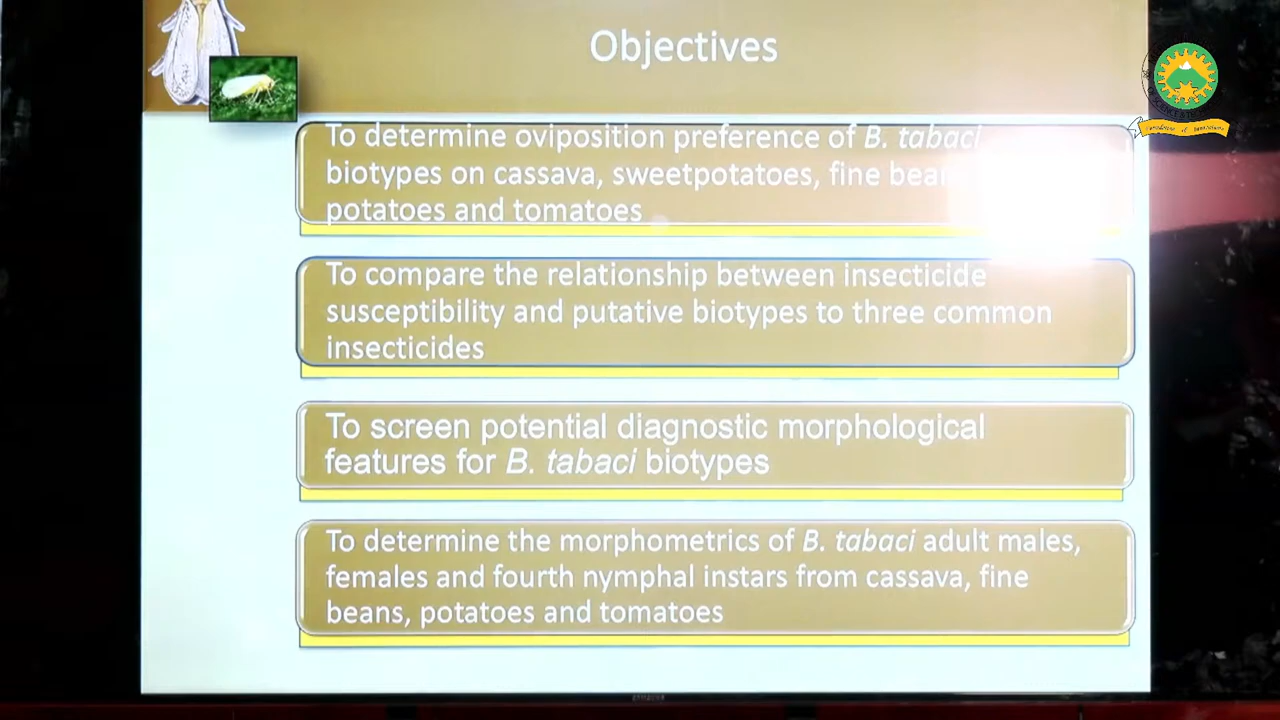 Objectives
To determine oviposition preference of B. tabaci
biotypes on cassava, sweetpotatoes, fine
potatoes and tomatoes
To compare the relationship between insecticide
susceptibility and putative biotypes to three common
insecticides
To screen potential diagnostic morphological
features for B. tabaci biotypes
To determine the morphometrics of B. tabaci adult males,
females and fourth nymphal instars from cassava, fine
beans, potatoes and tomatoes